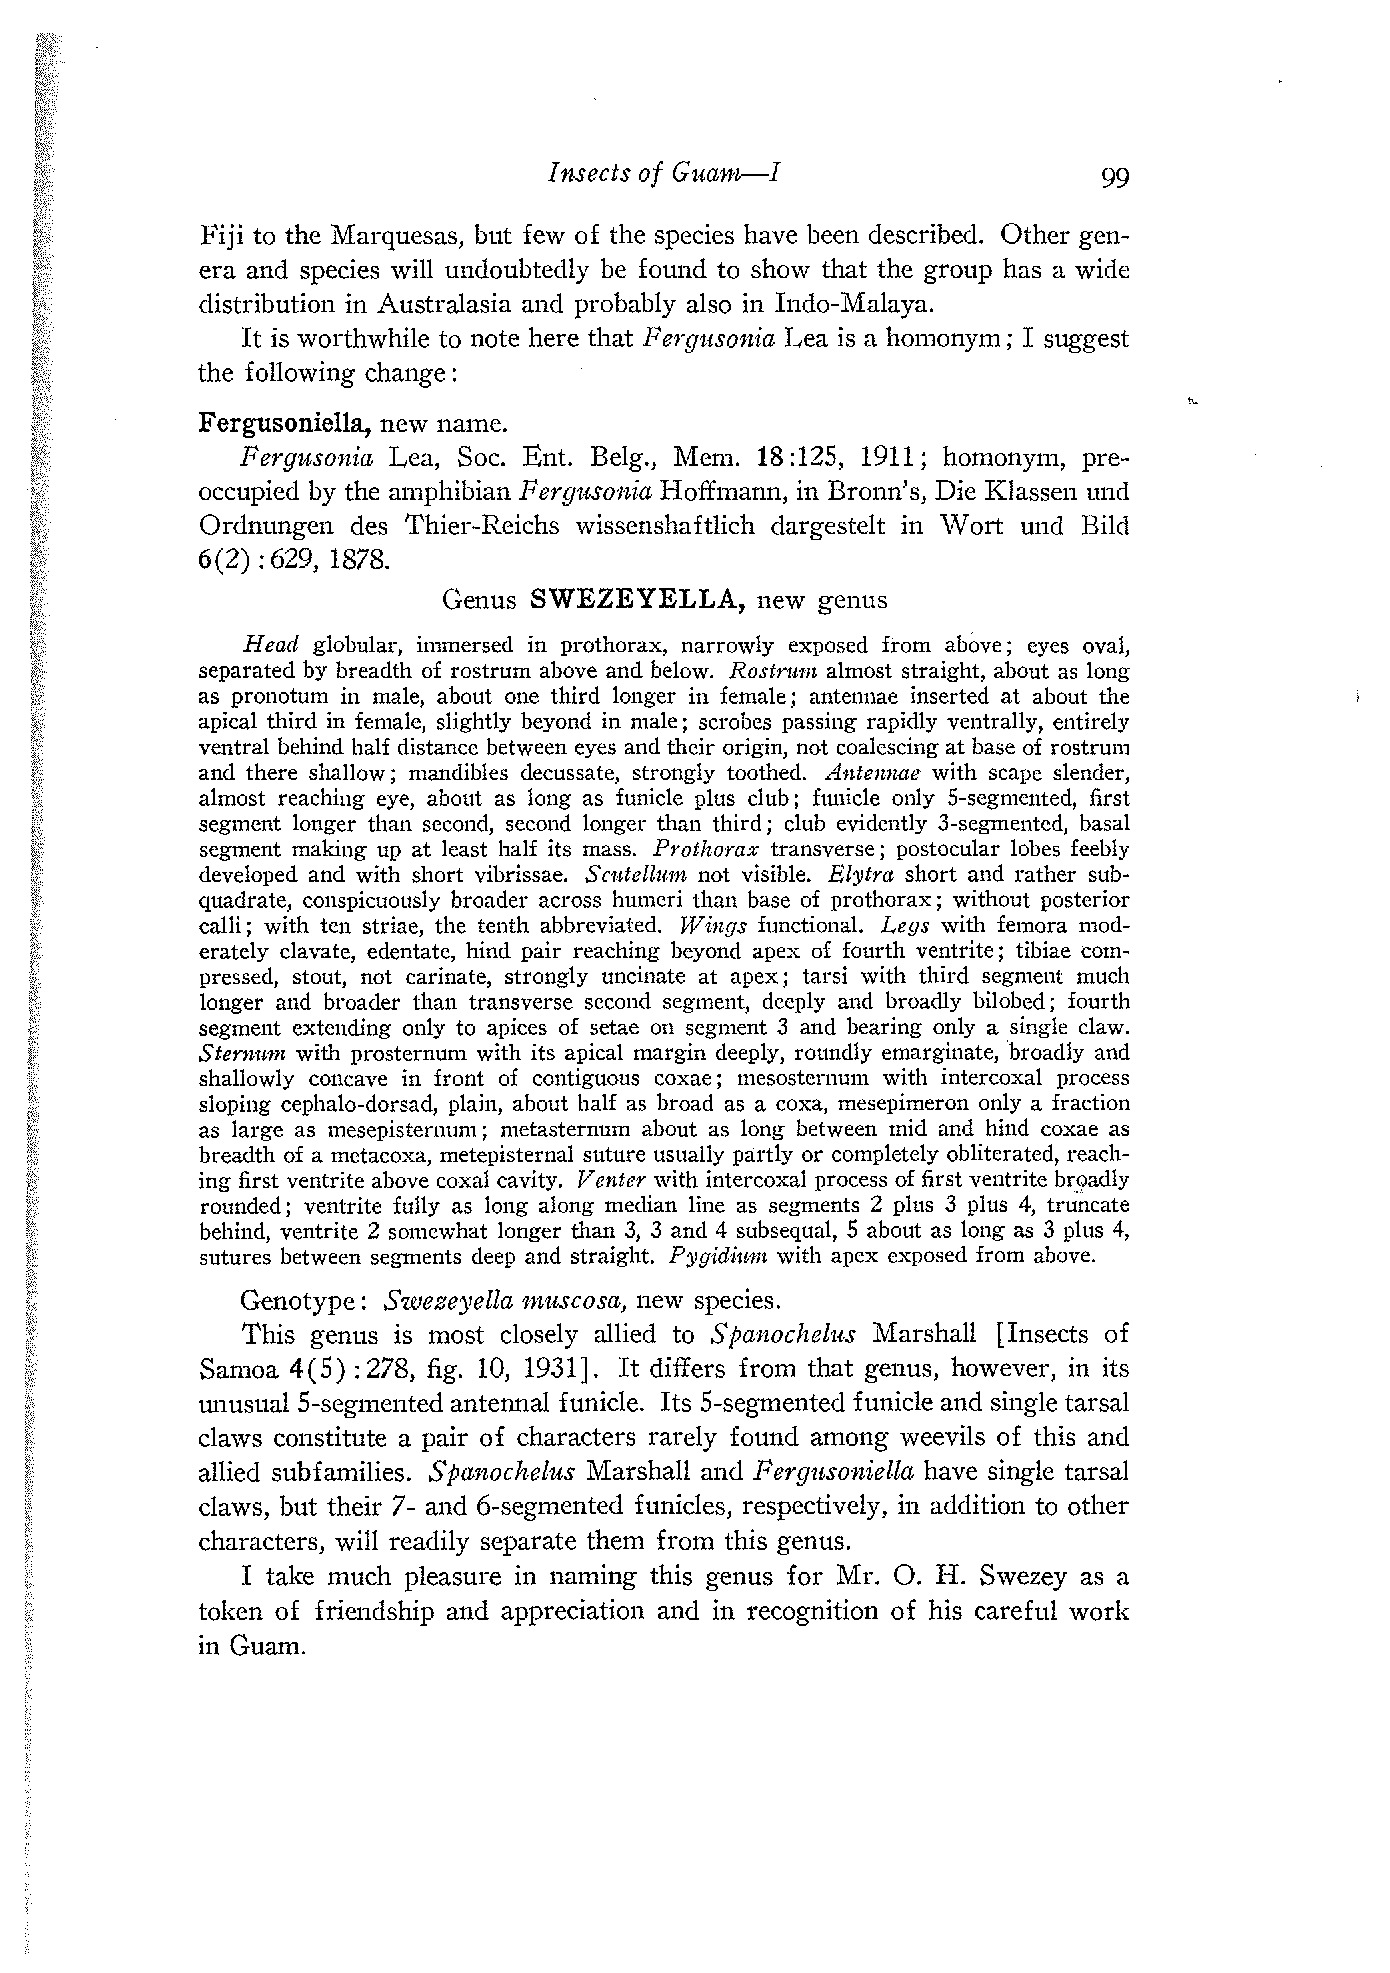 Insects of Guam—I 99
Fiji to the Marquesas, but few of the species have been described. Other gen-
era and species will undoubtedly be found to show that the group has a wide
distribution in Australasia and probably also in Indo-Malaya.
It is worthwhile to note here that Fergusonia Lea is a homonym; I suggest
the following change:
Fergusoniella, new name.
Fergusonia Lea, Soc. Ent. Belg., Mem. 18:125, 1911; homonym, pre-
occupied by the amphibian Fergusonia Hoffmann, in Bronn's, Die Klassen und
Ordnungen des Thier-Reichs wissenshaftlich dargestelt in Wort und Bild
6(2):629, 1878.
Genus SWEZEYELLA, new genus
Head globular, immersed in prothorax, narrowly exposed from above; eyes oval,
separated by breadth of rostrum above and below. Rostrum almost straight, about as long
as pronotum in male, about one third longer in female; antennae inserted at about the
apical third in female, slightly beyond in male; scrobes passing rapidly ventrally, entirely
ventral behind half distance between eyes and their origin, not coalescing at base of rostrum
and there shallow; mandibles decussate, strongly toothed. Antennae with scape slender,
almost reaching eye, about as long as funicle plus club; funicle only 5-segmented, first
segment longer than second, second longer than third; club evidently 3-segmented, basal
segment making up at least half its mass. Prothorax transverse; postocular lobes feebly
developed and with short vibrissae. Scutellum not visible. Elytra short and rather sub-
quadrate, conspicuously broader across humeri than base of prothorax; without posterior
calli; with ten striae, the tenth abbreviated. Wings functional. Legs with femora mod-
erately clavate, edentate, hind pair reaching beyond apex of fourth ventrite; tibiae com-
pressed, stout, not carinate, strongly uncinate at apex; tarsi with third segment much
longer and broader than transverse second segment, deeply and broadly bilobed; fourth
segment extending only to apices of setae on segment 3 and bearing only a single claw.
Sternum with prosternum with its apical margin deeply, roundly emarginate, broadly and
shallowly concave in front of contiguous coxae; mesosternum with intercoxal process
sloping cephalo-dorsad, plain, about half as broad as a coxa, mesepimeron only a fraction
as large as mesepisternum; metasternum about as long between mid and hind coxae as
breadth of a metacoxa, metepisternal suture usually partly or completely obliterated, reach-
ing first ventrite above coxal cavity. Venter with intercoxal process of first ventrite broadly
rounded; ventrite fully as long along median line as segments 2 plus 3 plus 4, truncate
behind, ventrite 2 somewhat longer than 3, 3 and 4 subsequal, 5 about as long as 3 plus 4,
sutures between segments deep and straight. Pygidium with apex exposed from above.
Genotype: Swezeyella muscosa, new species.
This genus is most closely allied to Spanochelus Marshall [Insects of
Samoa 4(5):278, fig. 10, 1931]. It differs from that genus, however, in its
unusual 5-segmented antennal funicle. Its 5-segmented funicle and single tarsal
claws constitute a pair of characters rarely found among weevils of this and
allied subfamilies. Spanochelus Marshall and Fergusoniella have single tarsal
claws, but their 7- and 6-segmented funicles, respectively, in addition to other
characters, will readily separate them from this genus.
I take much pleasure in naming this genus for Mr. O. H. Swezey as a
token of friendship and appreciation and in recognition of his careful work
in Guam.